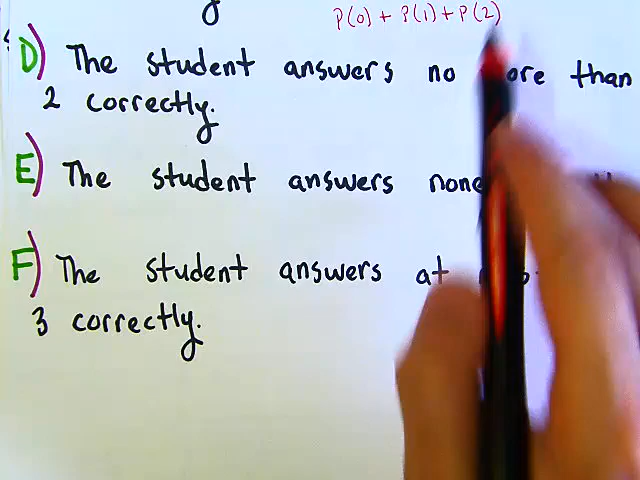 P(0) + P(1) + P(2)
D) The student answers no more than
2 correctly.
E) The student answers none
F) The student answers at
3 correctly.